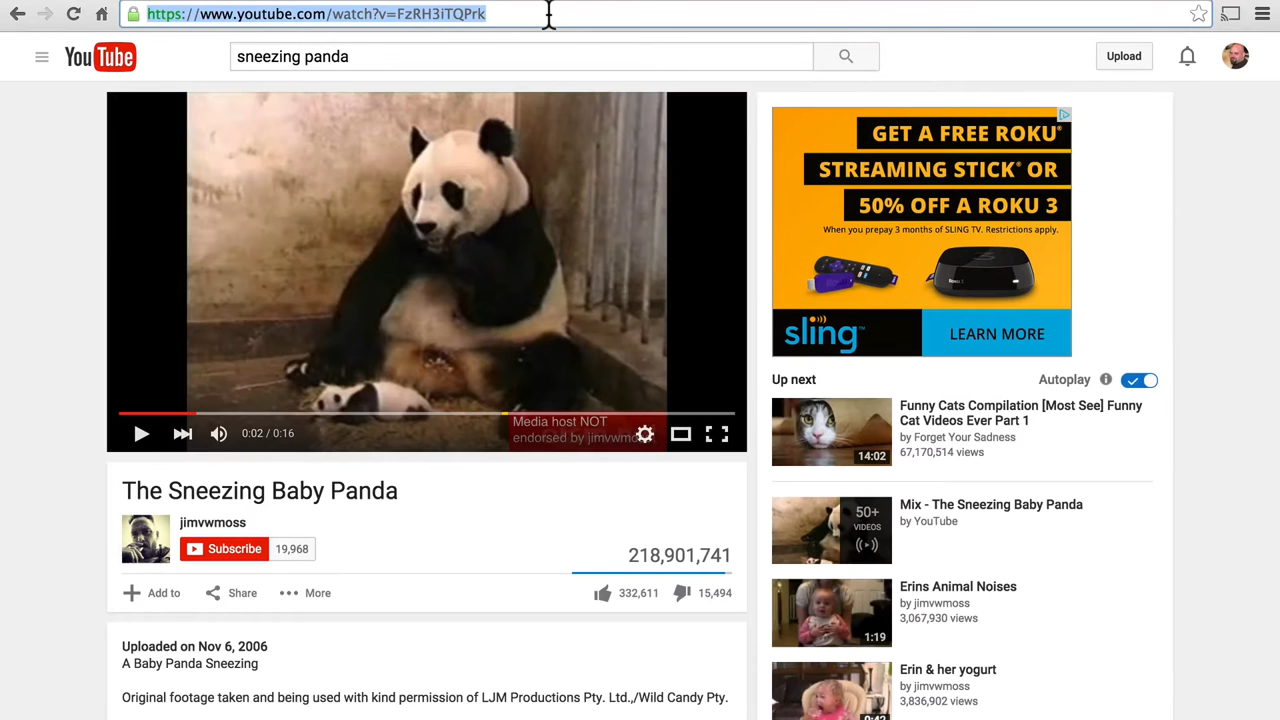 https://www.youtube.com/watch?v=FzRH3iTQPrk
YouTube
sneezing panda
Upload
Media host NOT
endorsed by jimvwm
0:02 / 0:16
GET A FREE ROKU®
STREAMING STICK® OR
50% OFF A ROKU 3
When you prepay 3 months of SLING TV. Restrictions apply.
Roku 3
sling™
LEARN MORE
The Sneezing Baby Panda
jimvwmoss
Subscribe 19,968
218,901,741
Add to Share More 332,611 15,494
Uploaded on Nov 6, 2006
A Baby Panda Sneezing
Original footage taken and being used with kind permission of LJM Productions Pty. Ltd.,/Wild Candy Pty.
Up next Autoplay
Funny Cats Compilation [Most See] Funny
Cat Videos Ever Part 1
by Forget Your Sadness
67,170,514 views
14:02
Mix - The Sneezing Baby Panda
by YouTube
50+
VIDEOS
Erins Animal Noises
by jimvwmoss
3,067,930 views
1:19
Erin & her yogurt
by jimvwmoss
3,836,902 views
0:42